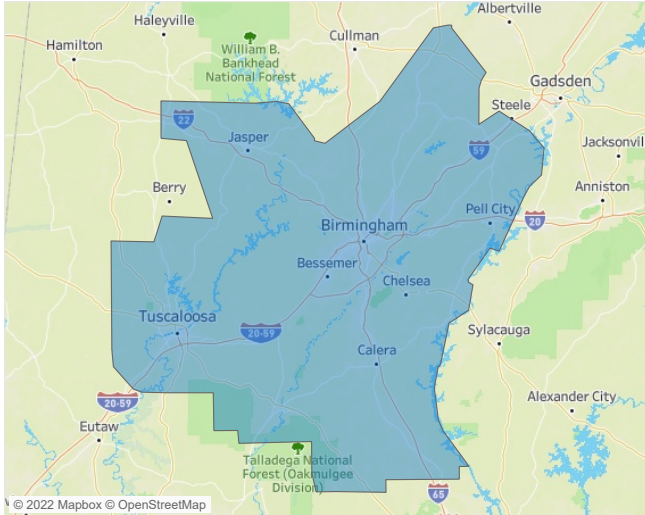 Haleyville
Albertville
Cullman
Hamilton
William B.
Bankhead
National Forest
Gadsden
Steele
22
Jasper
59
Jacksonvil
Berry
Anniston
Pell City
20
Birmingham
Bessemer
Chelsea
Tuscaloosa
20-59
Sylacauga
Calera
20-59
Alexander City
Eutaw
Talladega National
Forest (Oakmulgee
Division)
65
© 2022 Mapbox © OpenStreetMap